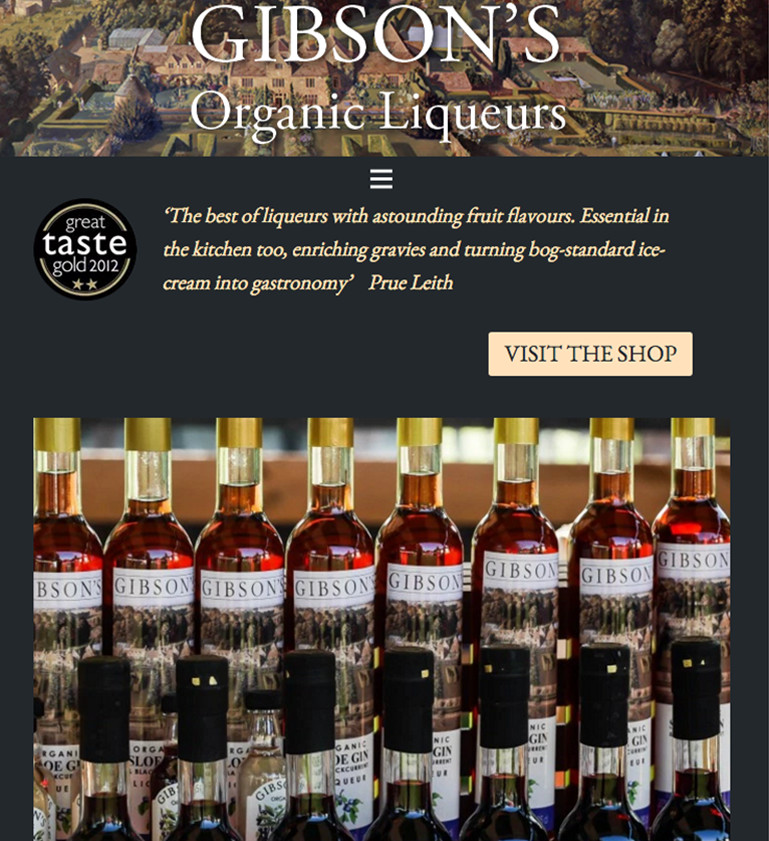 GIBSON'S
Organic Liqueurs
great
taste
gold 2012
‘The best of liqueurs with astounding fruit flavours. Essential in
the kitchen too, enriching gravies and turning bog-standard ice-
cream into gastronomy’ Prue Leith
VISIT THE SHOP
BSON'S
GIBSON'S
GIBSON'S
GIBSON'S
GIBSON
GIBSON
GIBSON
GIBSON